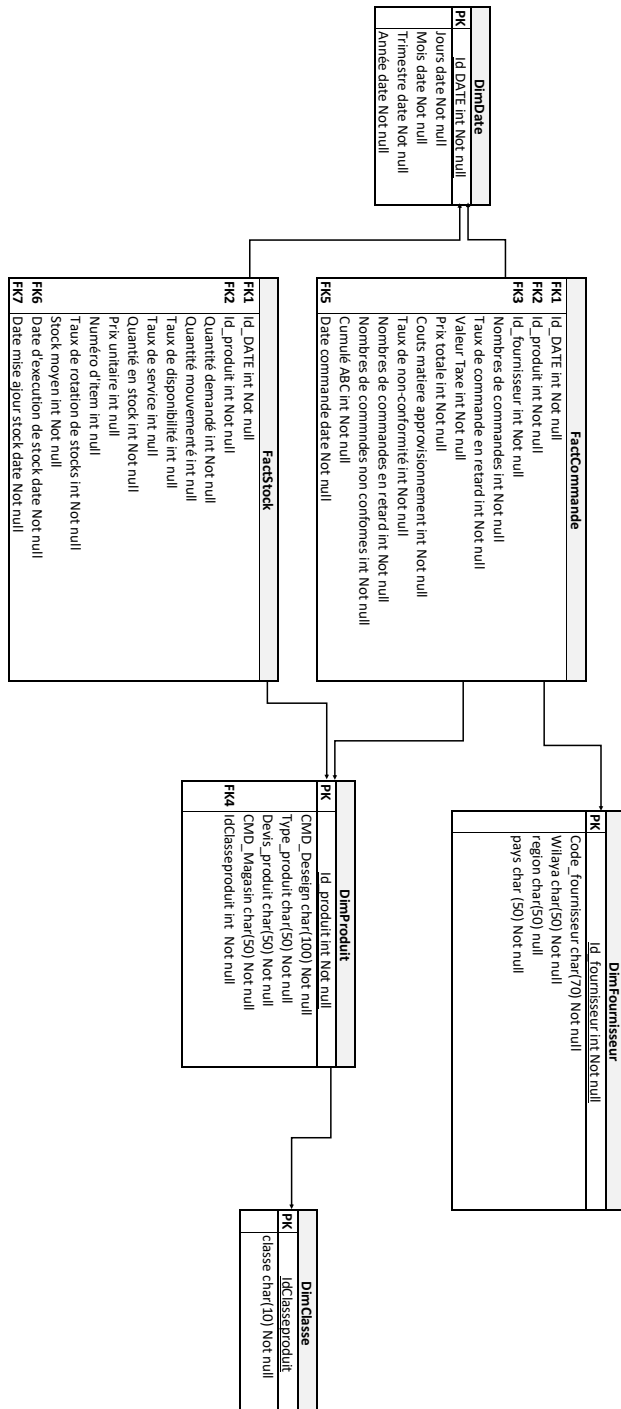 DimDate
PK Id_DATE int Not null
Jours date Not null
Mois date Not null
Trimestre date Not null
Année date Not null
FactCommande
FK1 Id_DATE int Not null
FK2 Id_produit int Not null
FK3 Id_fournisseur int Not null
Nombres de commandes int Not null
Taux de commande en retard int Not null
Valeur Taxe int Not null
Prix totale int Not null
Couts matiere approvisionnement int Not null
Taux de non-conformité int Not null
Nombres de commandes en retard int Not null
Nombres de commndes non confomes int Not null
Cumulé ABC int Not null
FK5 Date commande date Not null
FactStock
FK1 Id_DATE int Not null
FK2 Id_produit int Not null
Quantité demandé int Not null
Quantité mouvementé int null
Taux de disponibilité int null
Taux de service int null
Quantié en stock int Not null
Prix unitaire int null
Numéro d'item int null
Taux de rotation de stocks int Not null
Stock moyen int Not null
FK6 Date d'execution de stock date Not null
FK7 Date mise ajour stock date Not null
DimFournisseur
PK Id_fournisseur int Not null
Code_fournisseur char(70) Not null
Wilaya char(50) Not null
region char(50) null
pays char (50) Not null
DimProduit
PK Id_produit int Not null
CMD_Deseign char(100) Not null
Type_produit char(50) Not null
Devis_produit char(50) Not null
CMD_Magasin char(50) Not null
FK4 IdClasseproduit int Not null
DimClasse
PK IdClasseproduit
classe char(10) Not null